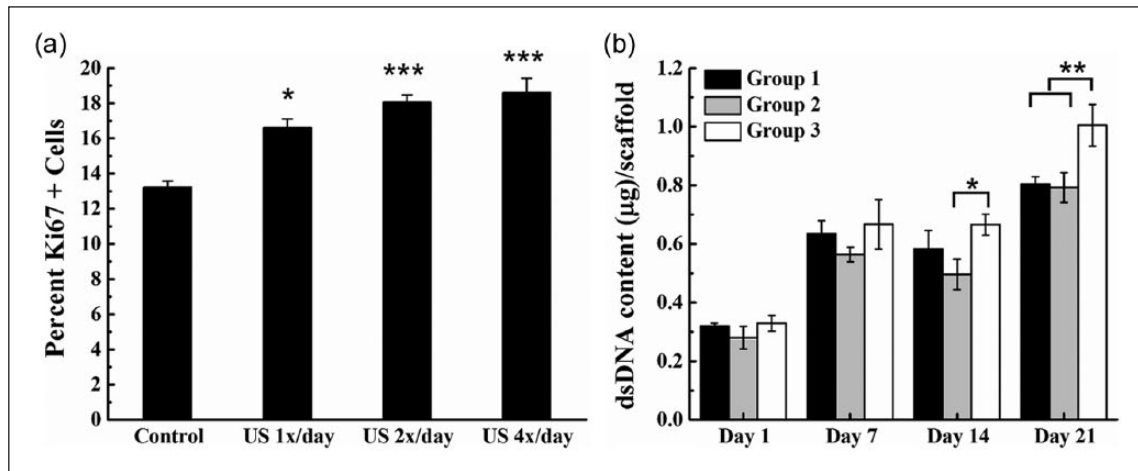 (a)
Percent Ki67 + Cells
20
18
16
14
12
10
8
6
4
2
0
*
***
***
Control
US 1x/day
US 2x/day
US 4x/day
(b)
dsDNA content (µg)/scaffold
1.2
1.0
0.8
0.6
0.4
0.2
0.0
Group 1
Group 2
Group 3
*
**
Day 1
Day 7
Day 14
Day 21